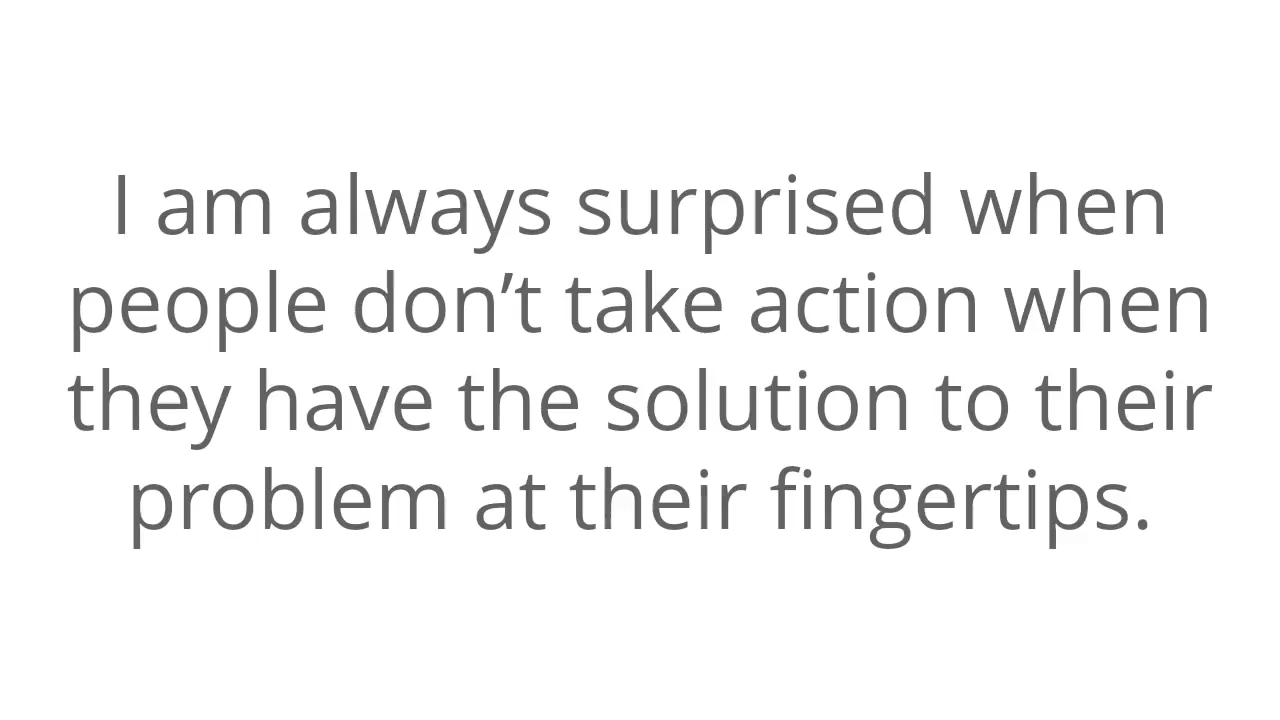 I am always surprised when
people don’t take action when
they have the solution to their
problem at their fingertips.